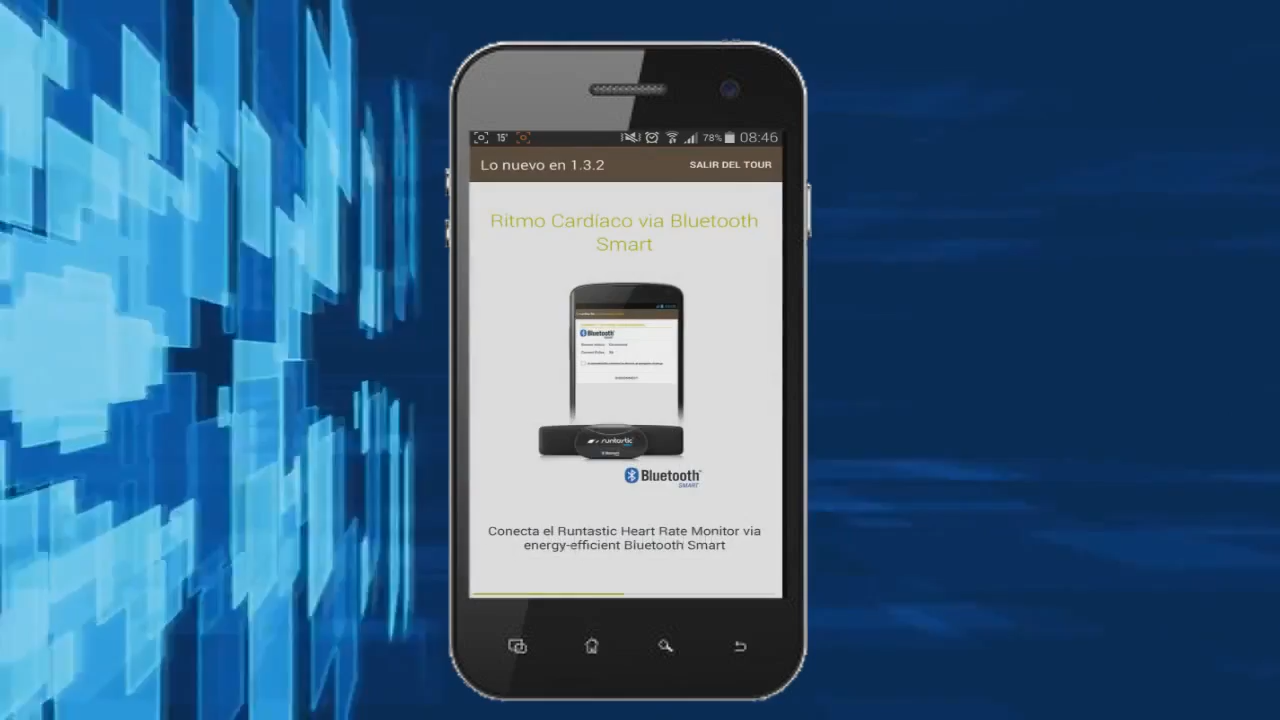 15° 78% 08:46
Lo nuevo en 1.3.2 SALIR DEL TOUR
Ritmo Cardíaco via Bluetooth
Smart
Bluetooth
runtastic
Bluetooth
SMART
Conecta el Runtastic Heart Rate Monitor via
energy-efficient Bluetooth Smart